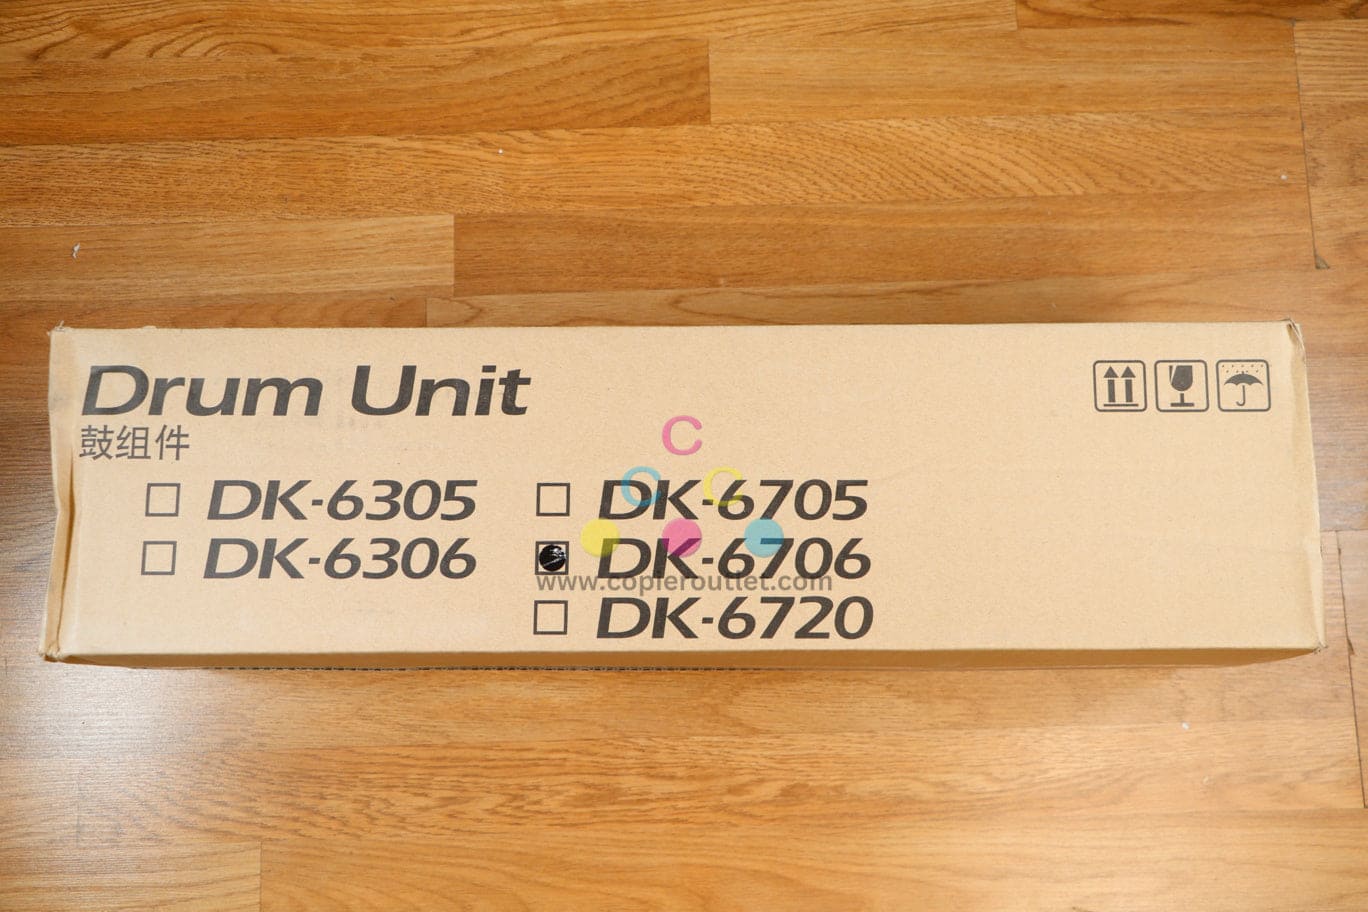 Drum Unit
鼓组件
DK-6305
DK-6306
DK-6705
DK-6706
DK-6720
C
C C
www.copieroutlet.com